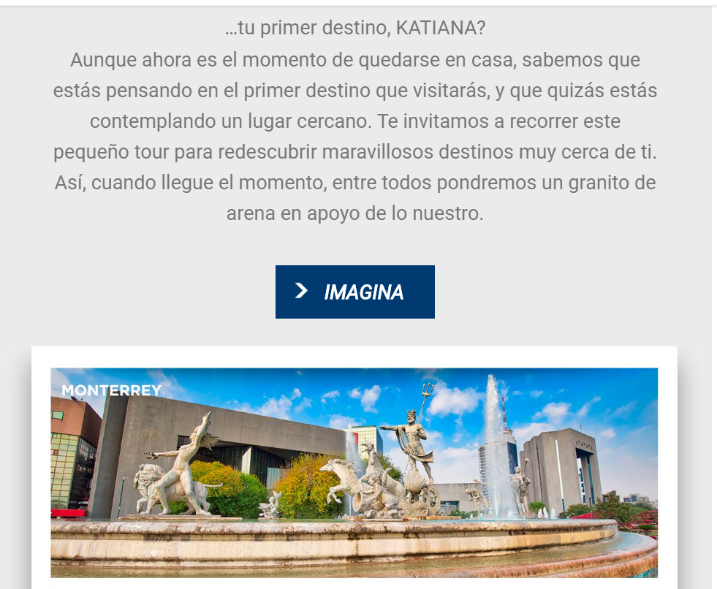 ...tu primer destino, KATIANA?
Aunque ahora es el momento de quedarse en casa, sabemos que
estás pensando en el primer destino que visitarás, y que quizás estás
contemplando un lugar cercano. Te invitamos a recorrer este
pequeño tour para redescubrir maravillosos destinos muy cerca de ti.
Así, cuando llegue el momento, entre todos pondremos un granito de
arena en apoyo de lo nuestro.
IMAGINA
MONTERREY